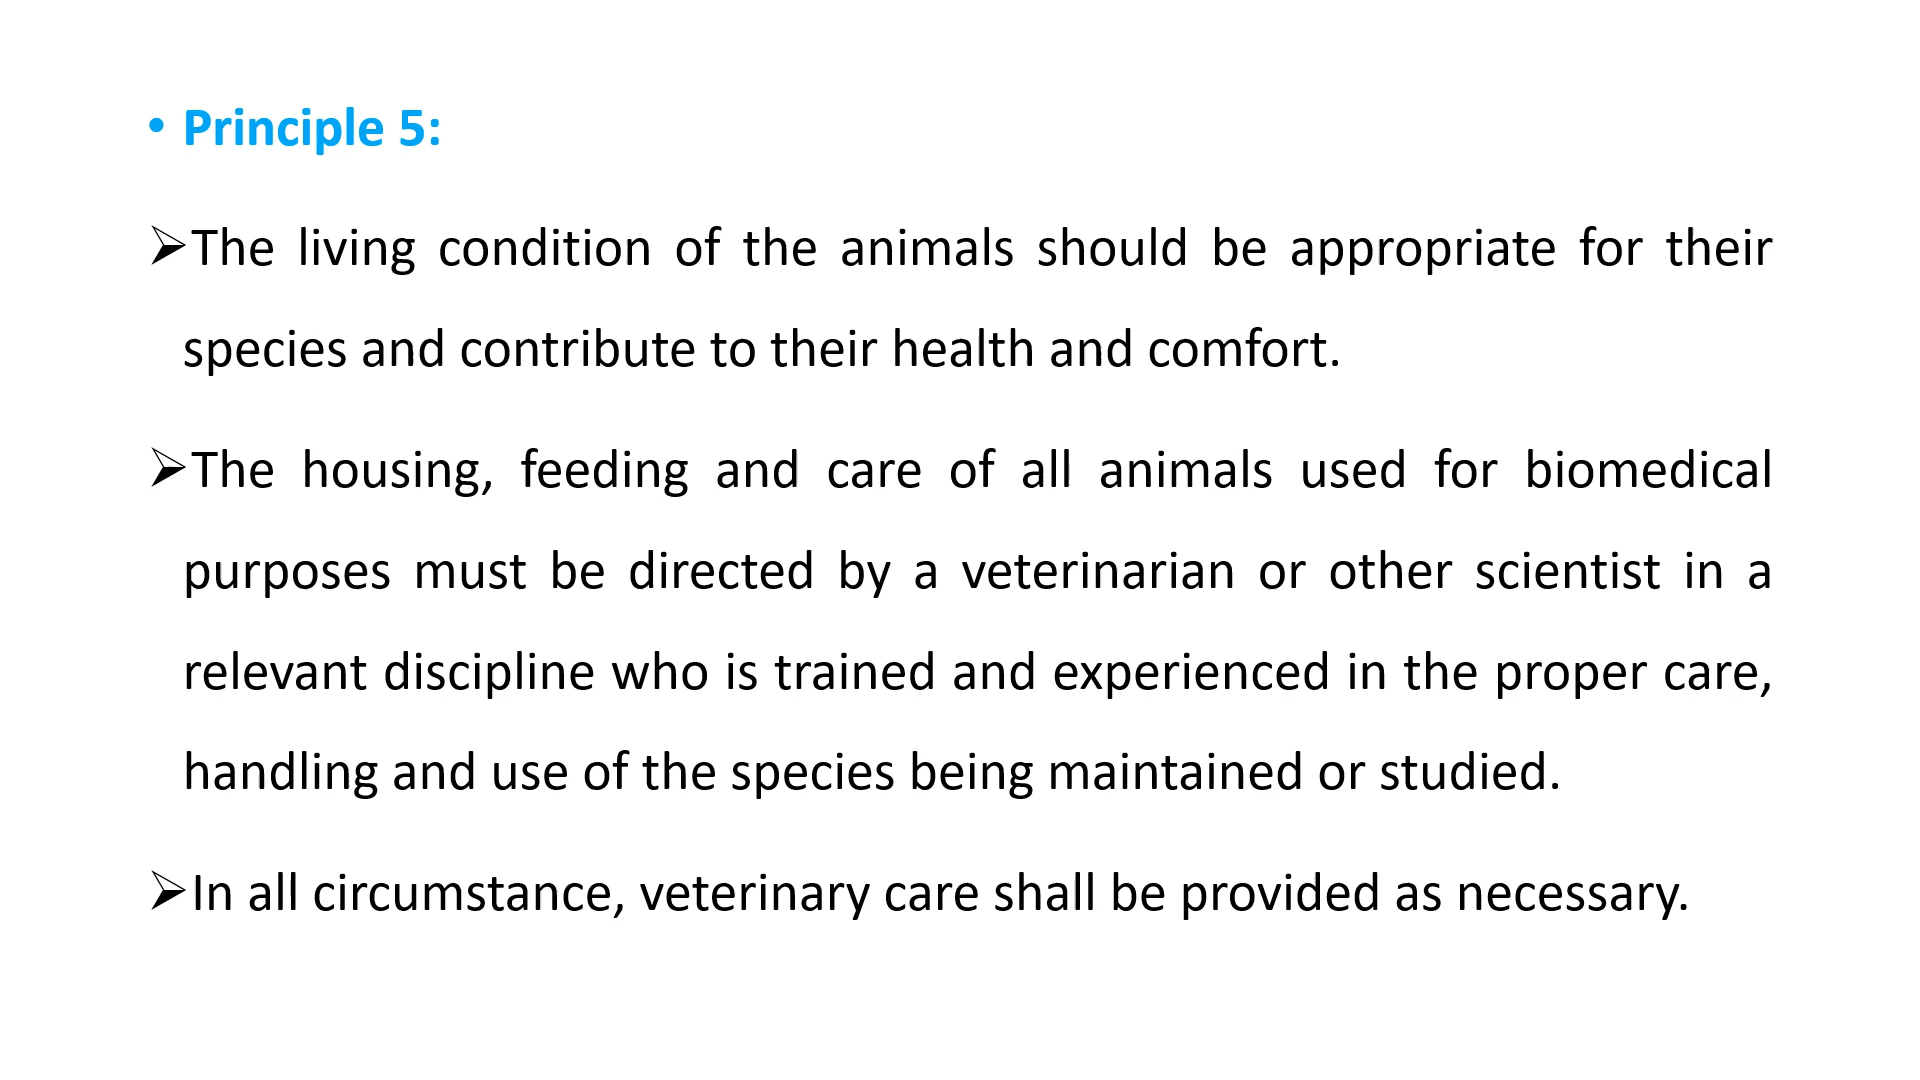 • Principle 5:
➢The living condition of the animals should be appropriate for their
species and contribute to their health and comfort.
➢The housing, feeding and care of all animals used for biomedical
purposes must be directed by a veterinarian or other scientist in a
relevant discipline who is trained and experienced in the proper care,
handling and use of the species being maintained or studied.
➢In all circumstance, veterinary care shall be provided as necessary.